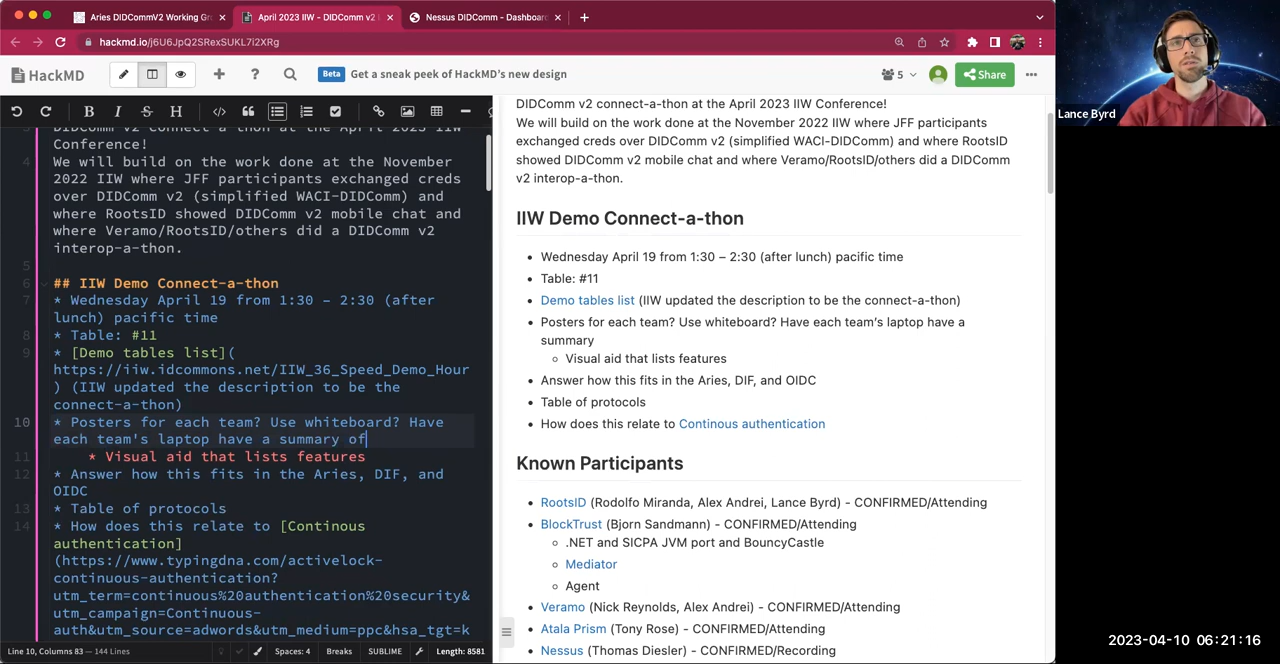 Aries DIDCommV2 Working Gr
April 2023 IIW - DIDComm v2
Nessus DIDComm - Dashboar
hackmd.io/j6U6JpQ2SRexSUKL7i2XRg
HackMD
Beta
Get a sneak peek of HackMD's new design
5
Share
B I S H
Conference!
4 We will build on the work done at the November
2022 IIW where JFF participants exchanged creds
over DIDComm v2 (simplified WACI-DIDComm) and
where RootsID showed DIDComm v2 mobile chat and
where Veramo/RootsID/others did a DIDComm v2
interop-a-thon.
5
6 ## IIW Demo Connect-a-thon
7 * Wednesday April 19 from 1:30 – 2:30 (after
lunch) pacific time
8 * Table: #11
9 * [Demo tables list](
https://iiw.idcommons.net/IIW_36_Speed_Demo_Hour
) (IIW updated the description to be the
connect-a-thon)
10 * Posters for each team? Use whiteboard? Have
each team's laptop have a summary of
11 * Visual aid that lists features
12 * Answer how this fits in the Aries, DIF, and
OIDC
13 * Table of protocols
14 * How does this relate to [Continous
authentication]
(https://www.typingdna.com/activelock-
continuous-authentication?
utm_term=continuous%20authentication%20security&
utm_campaign=Continuous-
auth&utm_source=adwords&utm_medium=ppc&hsa_tgt=k
Line 10, Columns 83 — 144 Lines
Spaces: 4
Breaks
SUBLIME
Length: 8581
DIDComm v2 connect-a-thon at the April 2023 IIW Conference!
We will build on the work done at the November 2022 IIW where JFF participants
exchanged creds over DIDComm v2 (simplified WACI-DIDComm) and where RootsID
showed DIDComm v2 mobile chat and where Veramo/RootsID/others did a DIDComm
v2 interop-a-thon.
IIW Demo Connect-a-thon
• Wednesday April 19 from 1:30 – 2:30 (after lunch) pacific time
• Table: #11
• Demo tables list (IIW updated the description to be the connect-a-thon)
• Posters for each team? Use whiteboard? Have each team's laptop have a
summary
◦ Visual aid that lists features
• Answer how this fits in the Aries, DIF, and OIDC
• Table of protocols
• How does this relate to Continous authentication
Known Participants
• RootsID (Rodolfo Miranda, Alex Andrei, Lance Byrd) - CONFIRMED/Attending
• BlockTrust (Bjorn Sandmann) - CONFIRMED/Attending
◦ .NET and SICPA JVM port and BouncyCastle
◦ Mediator
◦ Agent
• Veramo (Nick Reynolds, Alex Andrei) - CONFIRMED/Attending
• Atala Prism (Tony Rose) - CONFIRMED/Attending
• Nessus (Thomas Diesler) - CONFIRMED/Recording
Lance Byrd
2023-04-10 06:21:16